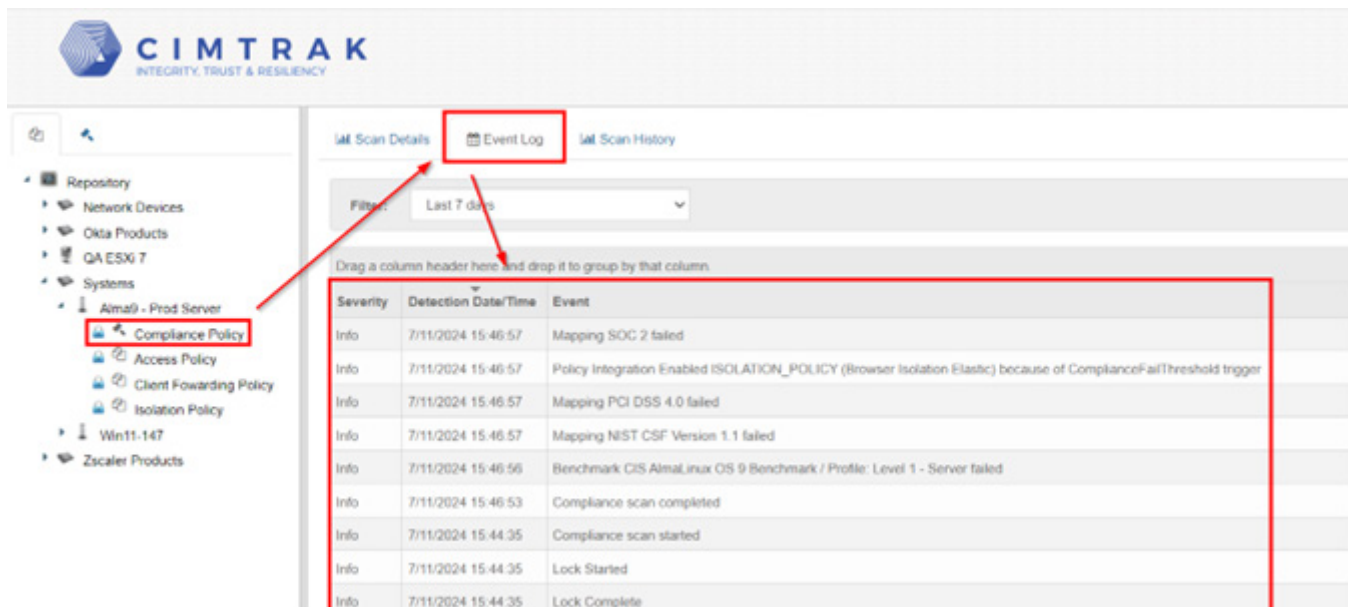 CIMTRAK
INTEGRITY, TRUST & RESILIENCY
Scan Details Event Log Scan History
Repository
Network Devices
Okta Products
QA ESXi 7
Systems
Alma9 - Prod Server
Compliance Policy
Access Policy
Client Fowarding Policy
Isolation Policy
Win11-147
Zscaler Products
Filter: Last 7 days
Drag a column header here and drop it to group by that column.
Severity Detection Date/Time Event
Info 7/11/2024 15:46:57 Mapping SOC 2 failed
Info 7/11/2024 15:46:57 Policy Integration Enabled ISOLATION_POLICY (Browser Isolation Elastic) because of ComplianceFailThreshold trigger
Info 7/11/2024 15:46:57 Mapping PCI DSS 4.0 failed
Info 7/11/2024 15:46:57 Mapping NIST CSF Version 1.1 failed
Info 7/11/2024 15:46:56 Benchmark CIS AlmaLinux OS 9 Benchmark / Profile: Level 1 - Server failed
Info 7/11/2024 15:46:53 Compliance scan completed
Info 7/11/2024 15:44:35 Compliance scan started
Info 7/11/2024 15:44:35 Lock Started
Info 7/11/2024 15:44:35 Lock Complete